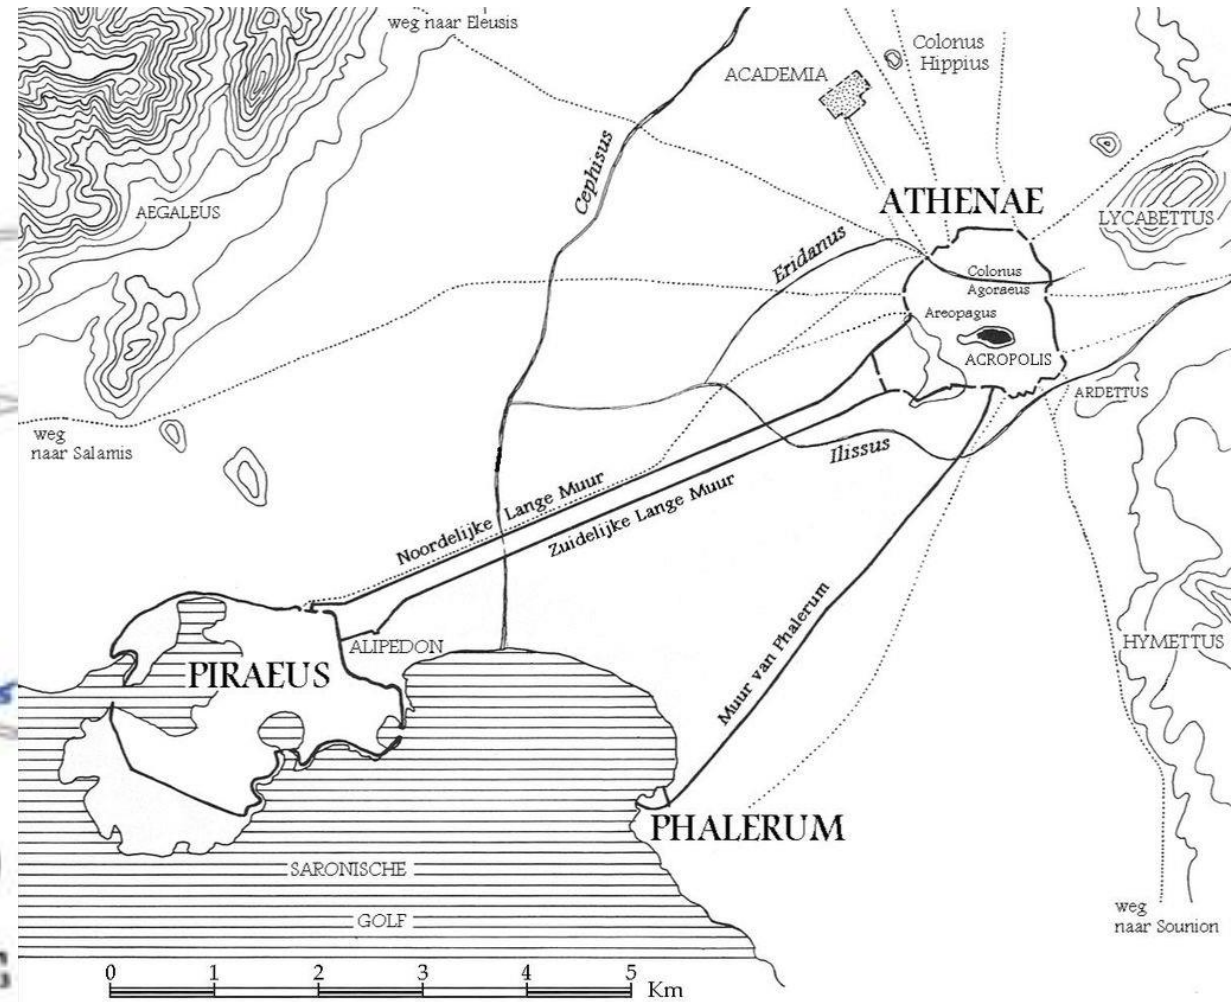 weg naar Eleusis
Colonus
Hippius
ACADEMIA
Cephisus
ATHENAE
AEGALEUS
LYCABETTUS
Eridanus
Colonus
Agoraeus
Areopagus
ACROPOLIS
ARDETTUS
weg
naar Salamis
Ilissus
Noordelijke Lange Muur
Zuidelijke Lange Muur
Muur van Phalerum
ALIPEDON
HYMETTUS
PIRAEUS
PHALERUM
SARONISCHE
GOLF
weg
naar Sounion
0 1 2 3 4 5 Km